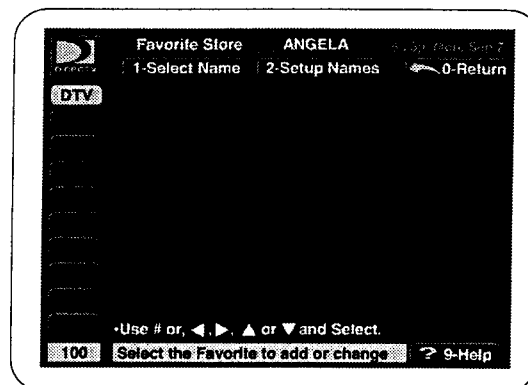 Favorite Store ANGELA
1-Select Name 2-Setup Names 0-Return
DTV
•Use # or, ◀, ▶, ▲ or ▼ and Select.
100 Select the Favorite to add or change ? 9-Help